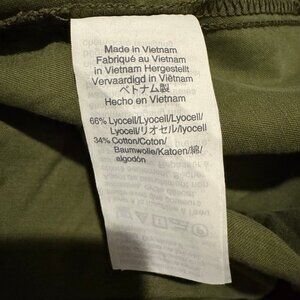 Made in Vietnam
Fabriqué au Vietnam
in Vietnam Hergestellt
Vervaardigd in Vietnam
ベトナム製
Hecho en Vietnam
66% Lyocell/Lyocell/Lyocell/
Lyocell/リオセル/lyocell
34% Cotton/Coton/
Baumwolle/Katoen/綿/
algodón